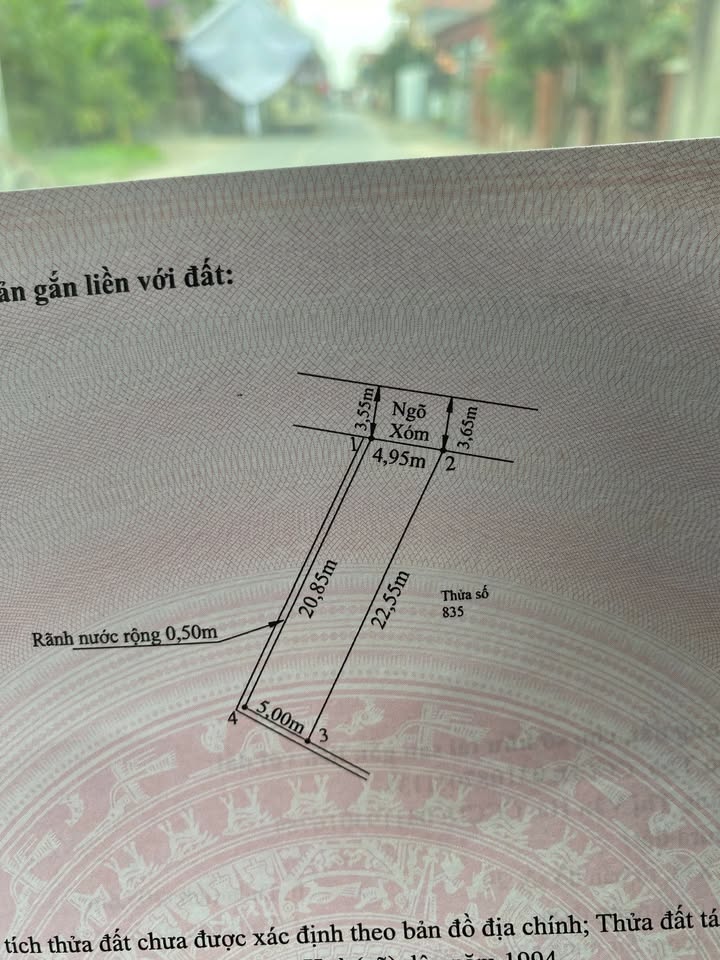 ản gắn liền với đất:
3,55m
Ngõ
Xóm
3,65m
1
4,95m
2
20,85m
22,55m
Thửa số
835
Rãnh nước rộng 0,50m
4
5,00m
3
tích thửa đất chưa được xác định theo bản đồ địa chính; Thửa đất tá
năm 1994